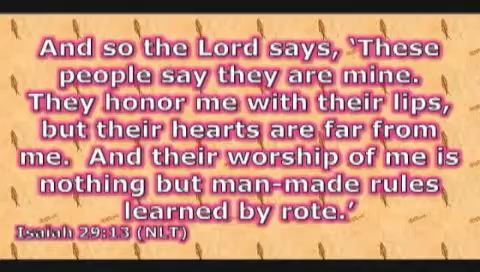 And so the Lord says, ‘These
people say they are mine.
They honor me with their lips,
but their hearts are far from
me.  And their worship of me is
nothing but man-made rules
learned by rote.’
Isaiah 29:13 (NLT)